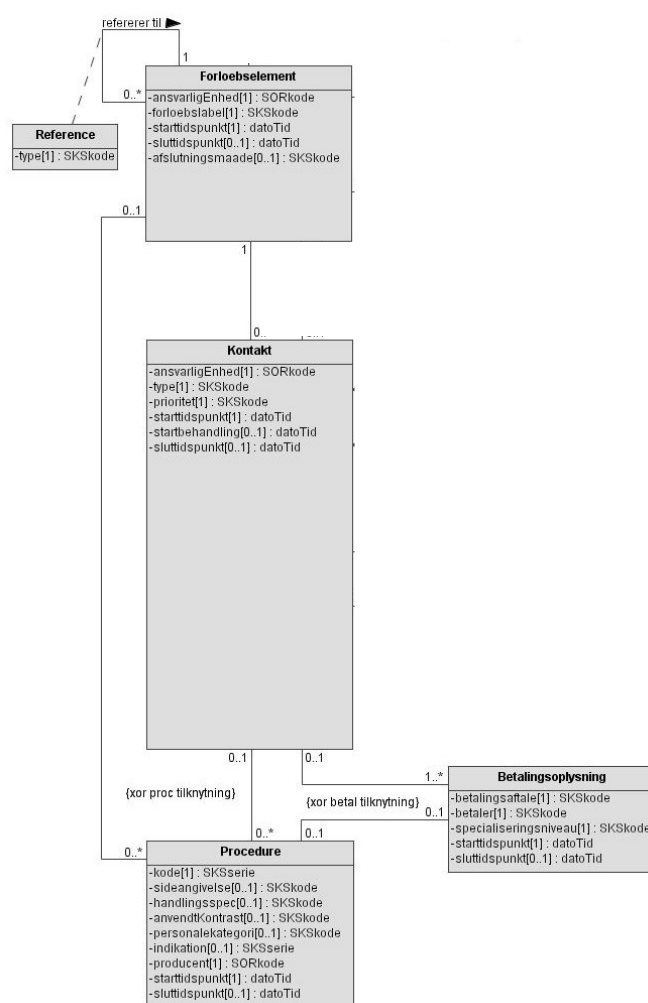 refererer til
1
0..*
Forloebselement
-ansvarligEnhed[1] : SORkode
-forloebslabel[1] : SKSkode
-starttidspunkt[1] : datoTid
-sluttidspunkt[0..1] : datoTid
-afslutningsmaade[0..1] : SKSkode
Reference
-type[1] : SKSkode
0..1
1
0..
Kontakt
-ansvarligEnhed[1] : SORkode
-type[1] : SKSkode
-prioritet[1] : SKSkode
-starttidspunkt[1] : datoTid
-startbehandling[0..1] : datoTid
-sluttidspunkt[0..1] : datoTid
0..1
0..1
{xor proc tilknytning}
{xor betal tilknytning}
1..*
0..1
Betalingsoplysning
-betalingsaftale[1] : SKSkode
-betaler[1] : SKSkode
-specialiseringsniveau[1] : SKSkode
-starttidspunkt[1] : datoTid
-sluttidspunkt[0..1] : datoTid
0..*
0..*
0..1
Procedure
-kode[1] : SKSserie
-sideangivelse[0..1] : SKSkode
-handlingsspec[0..1] : SKSkode
-anvendtKontrast[0..1] : SKSkode
-personalekategori[0..1] : SKSkode
-indikation[0..1] : SKSserie
-producent[1] : SORkode
-starttidspunkt[1] : datoTid
-sluttidspunkt[0..1] : datoTid